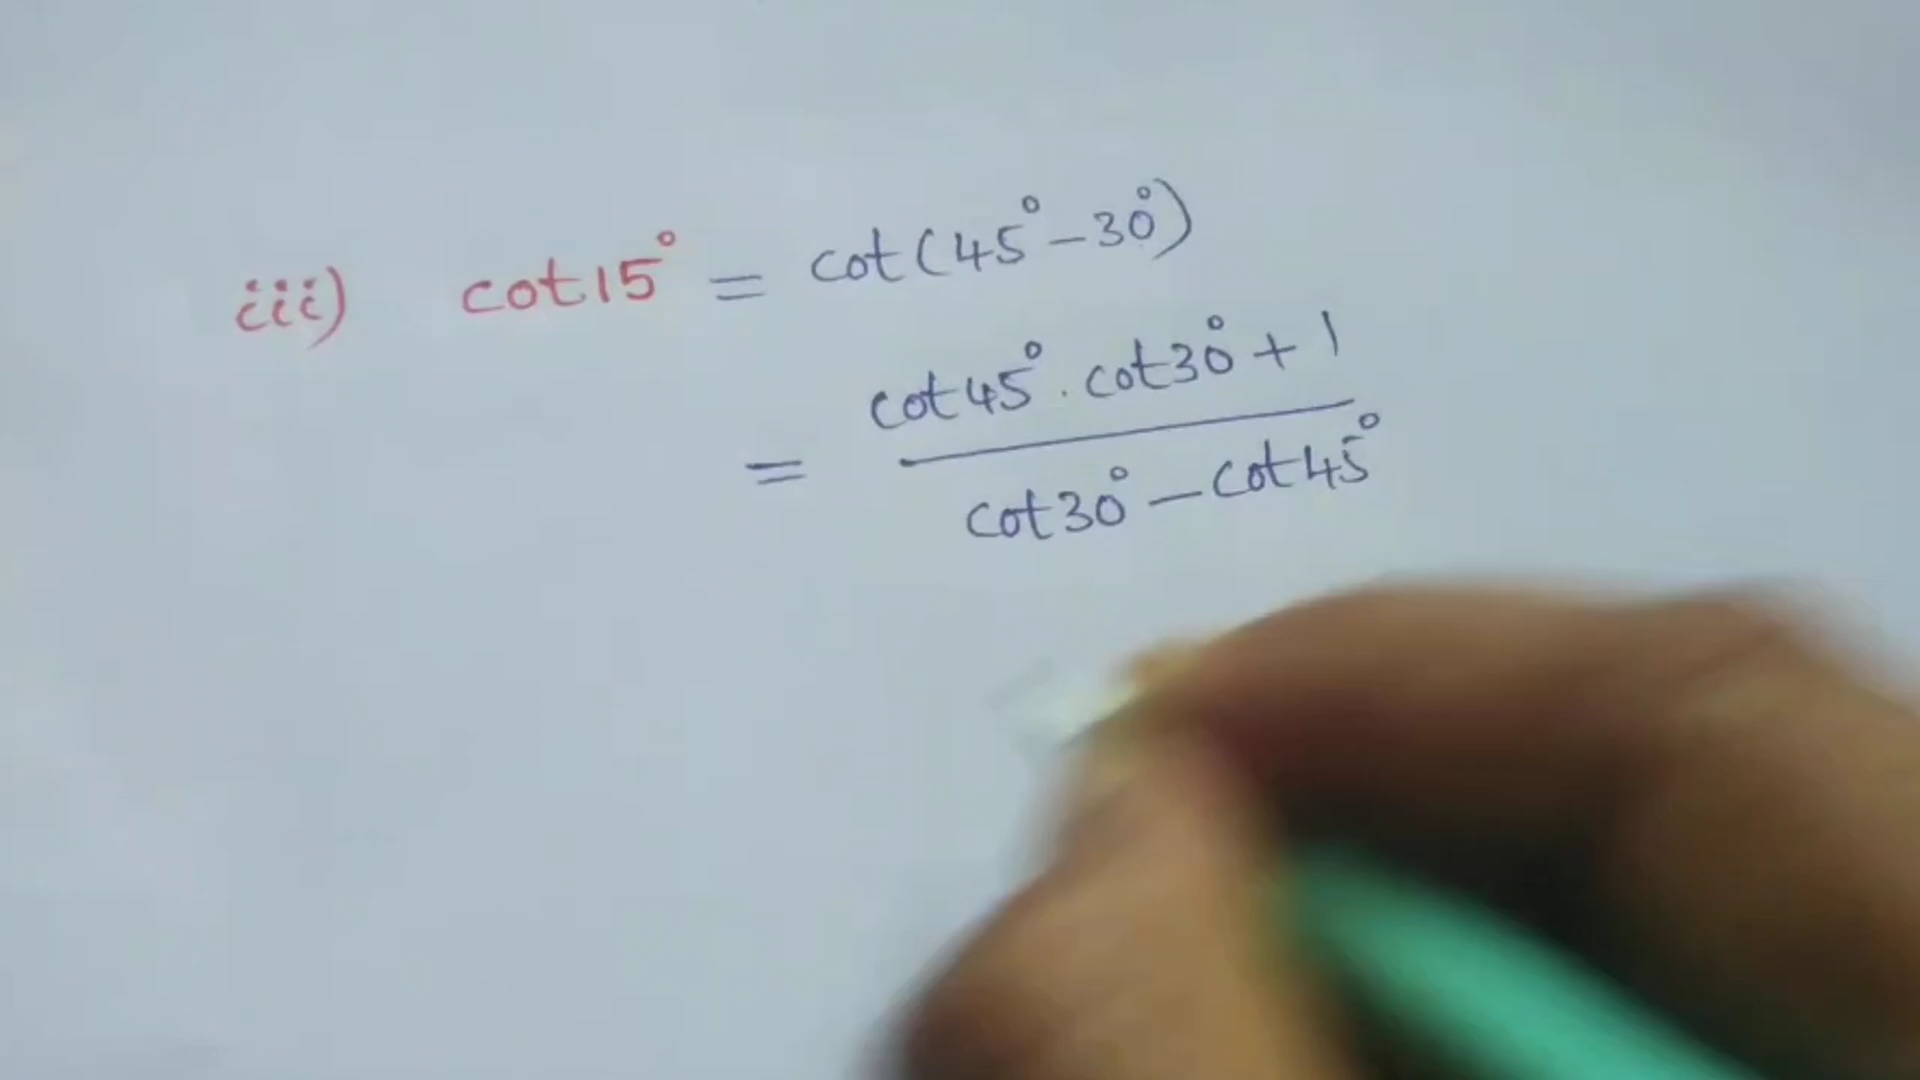 iii) cot15° = cot(45° - 30°)
= cot45° . cot30° + 1
cot30° - cot45°